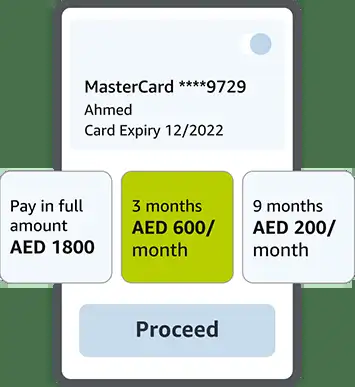 MasterCard ****9729
Ahmed
Card Expiry 12/2022
Pay in full
amount
AED 1800
3 months
AED 600/
month
9 months
AED 200/
month
Proceed